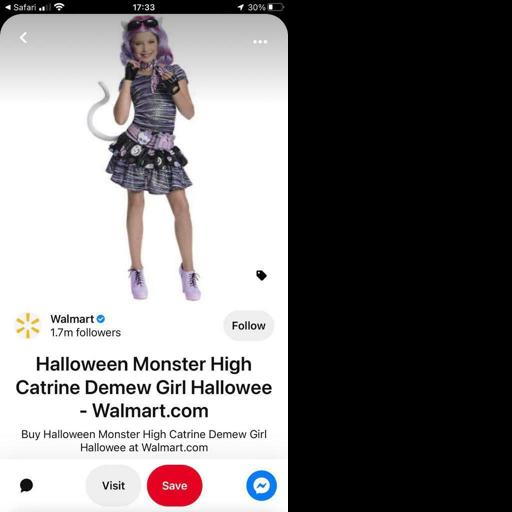 Safari 17:33 30%
Walmart
1.7m followers
Follow
Halloween Monster High
Catrine Demew Girl Hallowee
- Walmart.com
Buy Halloween Monster High Catrine Demew Girl
Hallowee at Walmart.com
Visit Save